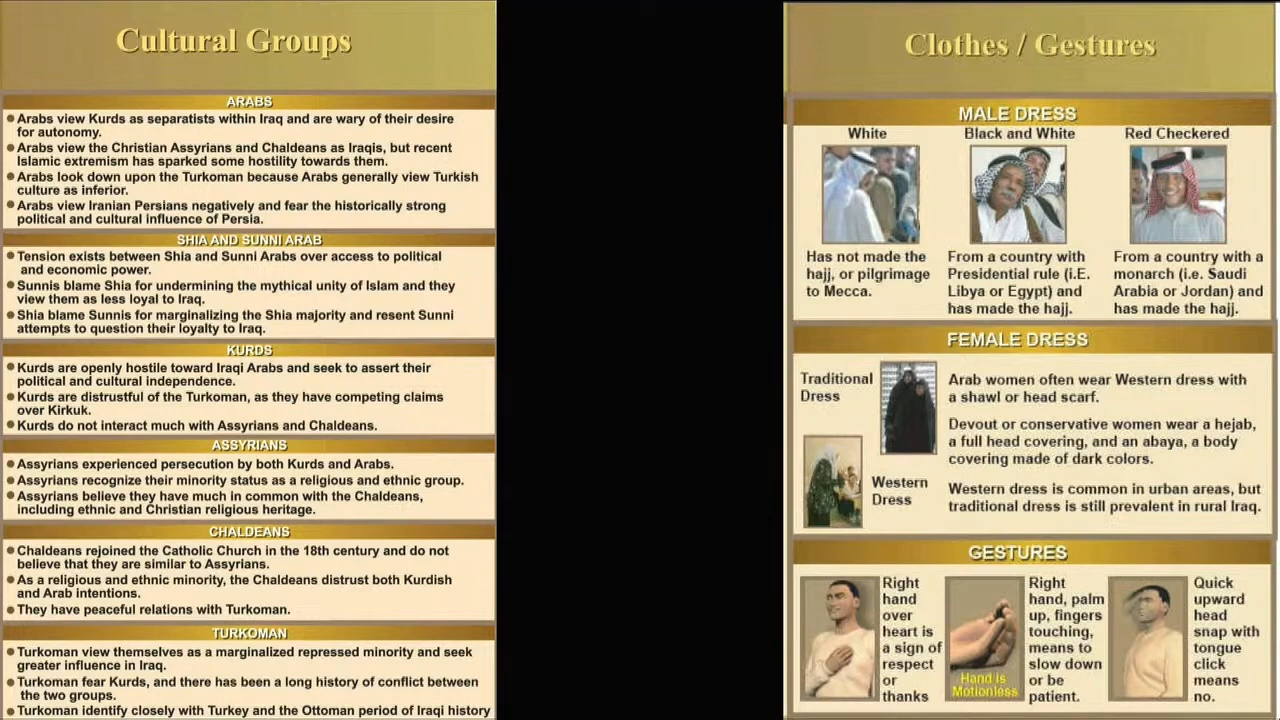 Cultural Groups
ARABS
Arabs view Kurds as separatists within Iraq and are wary of their desire
for autonomy.
Arabs view the Christian Assyrians and Chaldeans as Iraqis, but recent
Islamic extremism has sparked some hostility towards them.
Arabs look down upon the Turkoman because Arabs generally view Turkish
culture as inferior.
Arabs view Iranian Persians negatively and fear the historically strong
political and cultural influence of Persia.
SHIA AND SUNNI ARAB
Tension exists between Shia and Sunni Arabs over access to political
and economic power.
Sunnis blame Shia for undermining the mythical unity of Islam and they
view them as less loyal to Iraq.
Shia blame Sunnis for marginalizing the Shia majority and resent Sunni
attempts to question their loyalty to Iraq.
KURDS
Kurds are openly hostile toward Iraqi Arabs and seek to assert their
political and cultural independence.
Kurds are distrustful of the Turkoman, as they have competing claims
over Kirkuk.
Kurds do not interact much with Assyrians and Chaldeans.
ASSYRIANS
Assyrians experienced persecution by both Kurds and Arabs.
Assyrians recognize their minority status as a religious and ethnic group.
Assyrians believe they have much in common with the Chaldeans,
including ethnic and Christian religious heritage.
CHALDEANS
Chaldeans rejoined the Catholic Church in the 18th century and do not
believe that they are similar to Assyrians.
As a religious and ethnic minority, the Chaldeans distrust both Kurdish
and Arab intentions.
They have peaceful relations with Turkoman.
TURKOMAN
Turkoman view themselves as a marginalized repressed minority and seek
greater influence in Iraq.
Turkoman fear Kurds, and there has been a long history of conflict between
the two groups.
Turkoman identify closely with Turkey and the Ottoman period of Iraqi history
Clothes / Gestures
MALE DRESS
White
Has not made the
hajj, or pilgrimage
to Mecca.
Black and White
From a country with
Presidential rule (i.E.
Libya or Egypt) and
has made the hajj.
Red Checkered
From a country with a
monarch (i.e. Saudi
Arabia or Jordan) and
has made the hajj.
FEMALE DRESS
Traditional
Dress
Western
Dress
Arab women often wear Western dress with
a shawl or head scarf.
Devout or conservative women wear a hejab,
a full head covering, and an abaya, a body
covering made of dark colors.
Western dress is common in urban areas, but
traditional dress is still prevalent in rural Iraq.
GESTURES
Right
hand
over
heart is
a sign of
respect
or
thanks
Hand is
Motionless
Right
hand, palm
up, fingers
touching,
means to
slow down
or be
patient.
Quick
upward
head
snap with
tongue
click
means
no.